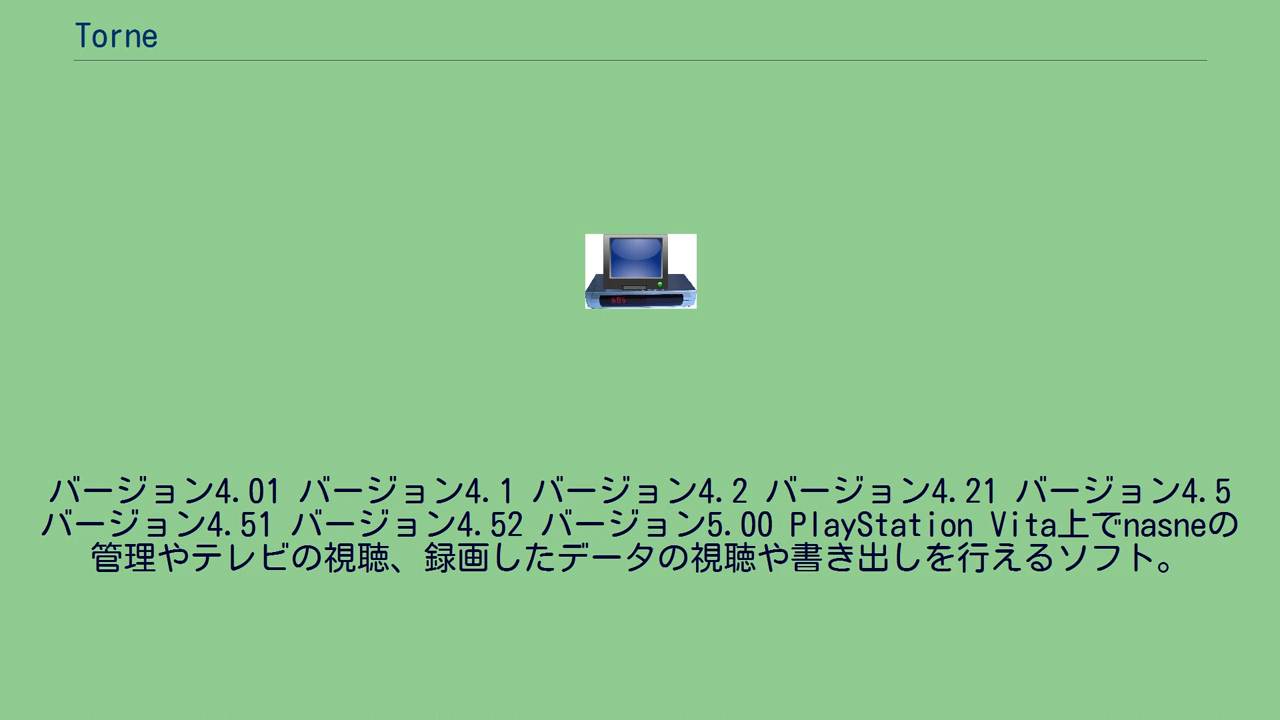 Torne
686
バージョン4.01 バージョン4.1 バージョン4.2 バージョン4.21 バージョン4.5
バージョン4.51 バージョン4.52 バージョン5.00 PlayStation Vita上でnasneの
管理やテレビの視聴、録画したデータの視聴や書き出しを行えるソフト。